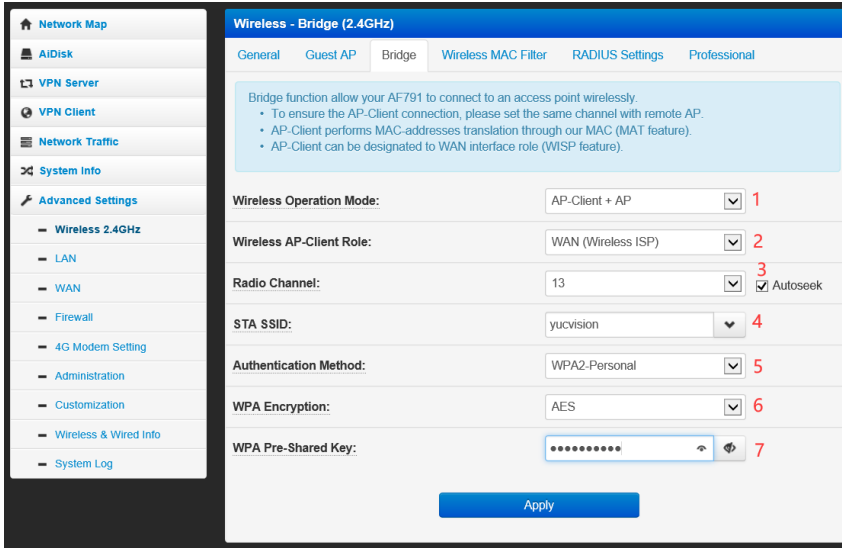 Network Map
AiDisk
VPN Server
VPN Client
Network Traffic
System Info
Advanced Settings
Wireless 2.4GHz
LAN
WAN
Firewall
4G Modem Setting
Administration
Customization
Wireless & Wired Info
System Log
Wireless - Bridge (2.4GHz)
General Guest AP Bridge Wireless MAC Filter RADIUS Settings Professional
Bridge function allow your AF791 to connect to an access point wirelessly.
• To ensure the AP-Client connection, please set the same channel with remote AP.
• AP-Client performs MAC-addresses translation through our MAC (MAT feature).
• AP-Client can be designated to WAN interface role (WISP feature).
Wireless Operation Mode: AP-Client + AP 1
Wireless AP-Client Role: WAN (Wireless ISP) 2
Radio Channel: 13 3 Autoseek
STA SSID: yucvision 4
Authentication Method: WPA2-Personal 5
WPA Encryption: AES 6
WPA Pre-Shared Key: ●●●●●●●●●● 7
Apply